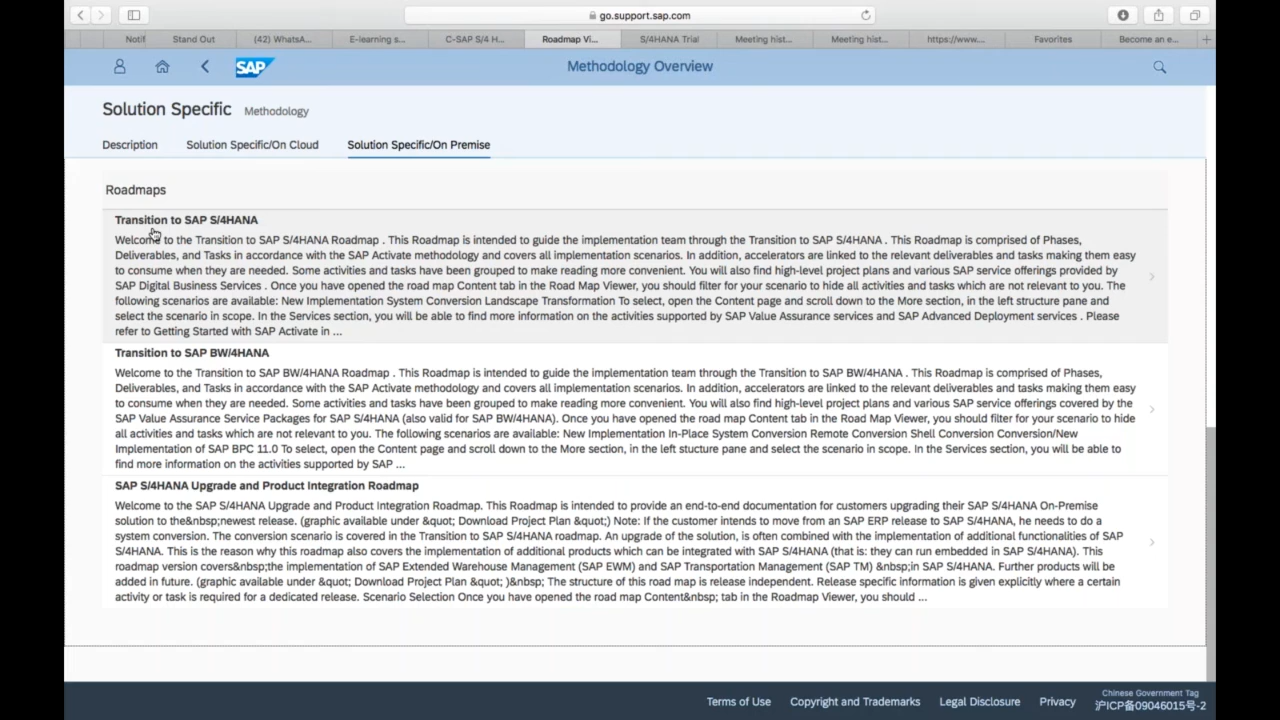 go.support.sap.com
Notif
Stand Out
(42) WhatsA...
E-learning s...
C-SAP S/4 H...
Roadmap Vi...
S/4HANA Trial
Meeting hist...
Meeting hist...
https://www....
Favorites
Become an e...
SAP
Methodology Overview
Solution Specific Methodology
Description Solution Specific/On Cloud Solution Specific/On Premise
Roadmaps
Transition to SAP S/4HANA
Welcome to the Transition to SAP S/4HANA Roadmap . This Roadmap is intended to guide the implementation team through the Transition to SAP S/4HANA . This Roadmap is comprised of Phases,
Deliverables, and Tasks in accordance with the SAP Activate methodology and covers all implementation scenarios. In addition, accelerators are linked to the relevant deliverables and tasks making them easy
to consume when they are needed. Some activities and tasks have been grouped to make reading more convenient. You will also find high-level project plans and various SAP service offerings provided by
SAP Digital Business Services . Once you have opened the road map Content tab in the Road Map Viewer, you should filter for your scenario to hide all activities and tasks which are not relevant to you. The
following scenarios are available: New Implementation System Conversion Landscape Transformation To select, open the Content page and scroll down to the More section, in the left structure pane and
select the scenario in scope. In the Services section, you will be able to find more information on the activities supported by SAP Value Assurance services and SAP Advanced Deployment services . Please
refer to Getting Started with SAP Activate in ...
Transition to SAP BW/4HANA
Welcome to the Transition to SAP BW/4HANA Roadmap . This Roadmap is intended to guide the implementation team through the Transition to SAP BW/4HANA . This Roadmap is comprised of Phases,
Deliverables, and Tasks in accordance with the SAP Activate methodology and covers all implementation scenarios. In addition, accelerators are linked to the relevant deliverables and tasks making them easy
to consume when they are needed. Some activities and tasks have been grouped to make reading more convenient. You will also find high-level project plans and various SAP service offerings covered by the
SAP Value Assurance Service Packages for SAP S/4HANA (also valid for SAP BW/4HANA). Once you have opened the road map Content tab in the Road Map Viewer, you should filter for your scenario to hide
all activities and tasks which are not relevant to you. The following scenarios are available: New Implementation In-Place System Conversion Remote Conversion Shell Conversion Conversion/New
Implementation of SAP BPC 11.0 To select, open the Content page and scroll down to the More section, in the left stucture pane and select the scenario in scope. In the Services section, you will be able to
find more information on the activities supported by SAP ...
SAP S/4HANA Upgrade and Product Integration Roadmap
Welcome to the SAP S/4HANA Upgrade and Product Integration Roadmap. This Roadmap is intended to provide an end-to-end documentation for customers upgrading their SAP S/4HANA On-Premise
solution to the&nbsp;newest release. (graphic available under &quot; Download Project Plan &quot;) Note: If the customer intends to move from an SAP ERP release to SAP S/4HANA, he needs to do a
system conversion. The conversion scenario is covered in the Transition to SAP S/4HANA roadmap. An upgrade of the solution, is often combined with the implementation of additional functionalities of SAP
S/4HANA. This is the reason why this roadmap also covers the implementation of additional products which can be integrated with SAP S/4HANA (that is: they can run embedded in SAP S/4HANA). This
roadmap version covers&nbsp;the implementation of SAP Extended Warehouse Management (SAP EWM) and SAP Transportation Management (SAP TM) &nbsp;in SAP S/4HANA. Further products will be
added in future. (graphic available under &quot; Download Project Plan &quot; )&nbsp; The structure of this road map is release independent. Release specific information is given explicitly where a certain
activity or task is required for a dedicated release. Scenario Selection Once you have opened the road map Content&nbsp; tab in the Roadmap Viewer, you should ...
Terms of Use Copyright and Trademarks Legal Disclosure Privacy
Chinese Government Tag
沪ICP备09046015号-2